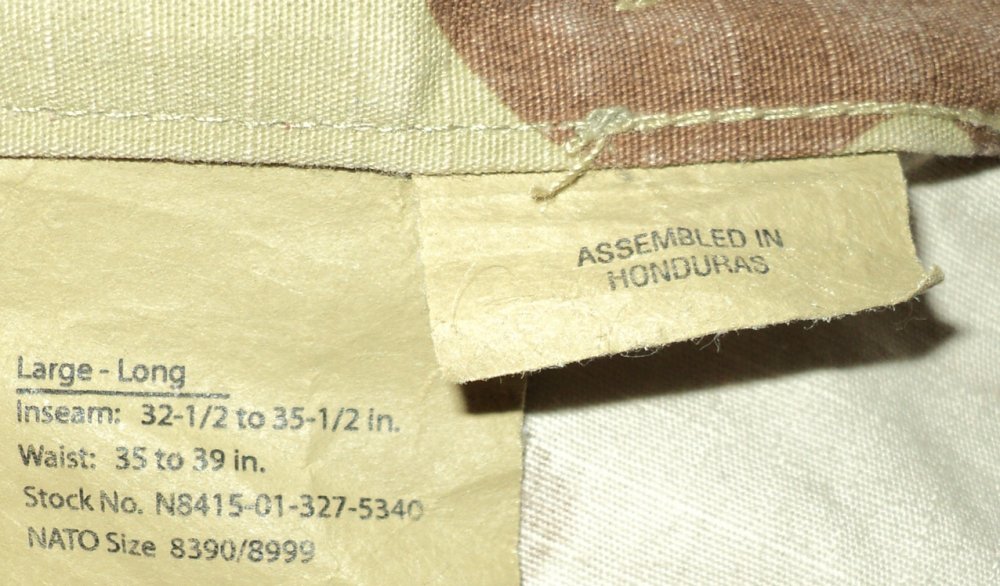 ASSEMBLED IN
HONDURAS
Large - Long
Inseam: 32-1/2 to 35-1/2 in.
Waist: 35 to 39 in.
Stock No. N8415-01-327-5340
NATO Size 8390/8999